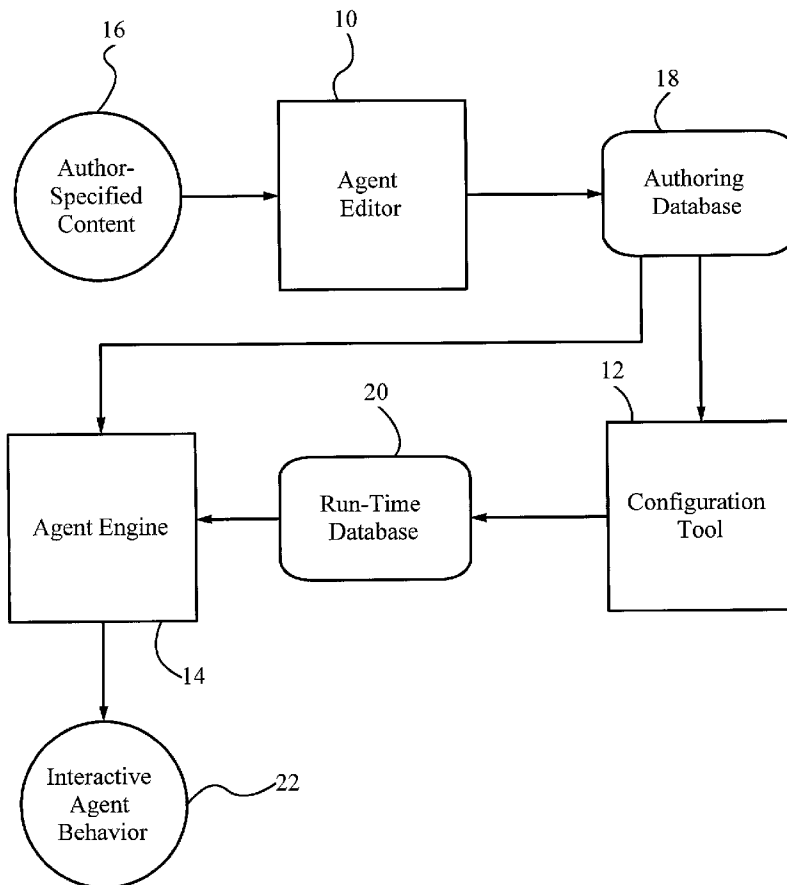 16
10
18
Author-
Specified
Content
Agent
Editor
Authoring
Database
12
20
Agent Engine
Run-Time
Database
Configuration
Tool
14
Interactive
Agent
Behavior
22